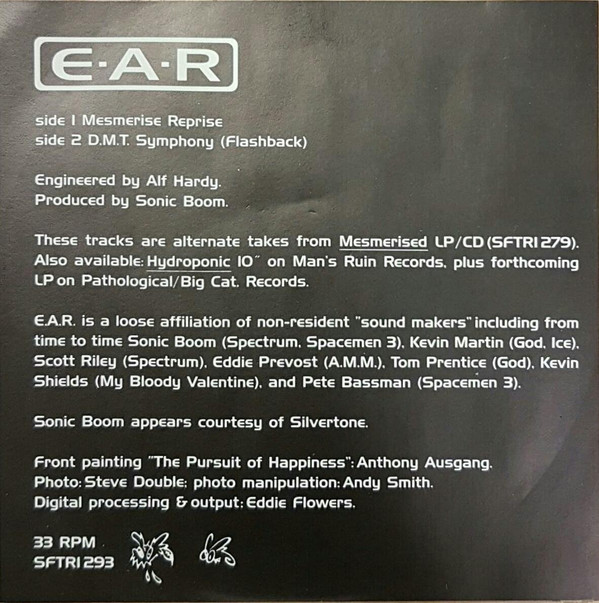 E·A·R
side 1 Mesmerise Reprise
side 2 D.M.T. Symphony (Flashback)
Engineered by Alf Hardy.
Produced by Sonic Boom.
These tracks are alternate takes from Mesmerised LP/CD (SFTRI 279).
Also available: Hydroponic 10" on Man's Ruin Records, plus forthcoming
LP on Pathological/Big Cat. Records.
E.A.R. is a loose affiliation of non-resident "sound makers" including from
time to time Sonic Boom (Spectrum, Spacemen 3), Kevin Martin (God, Ice),
Scott Riley (Spectrum), Eddie Prevost (A.M.M.), Tom Prentice (God), Kevin
Shields (My Bloody Valentine), and Pete Bassman (Spacemen 3).
Sonic Boom appears courtesy of Silvertone.
Front painting "The Pursuit of Happiness": Anthony Ausgang.
Photo: Steve Double; photo manipulation: Andy Smith.
Digital processing & output: Eddie Flowers.
33 RPM
SFTRI 293